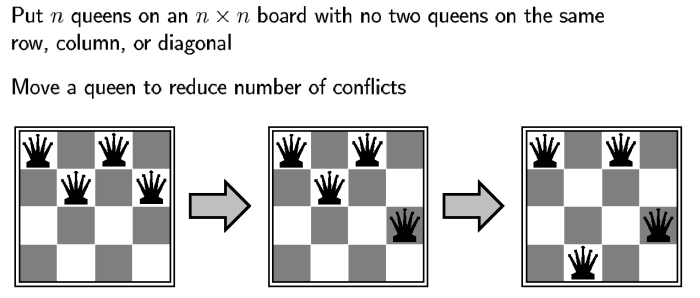 Put n queens on an n × n board with no two queens on the same
row, column, or diagonal
Move a queen to reduce number of conflicts